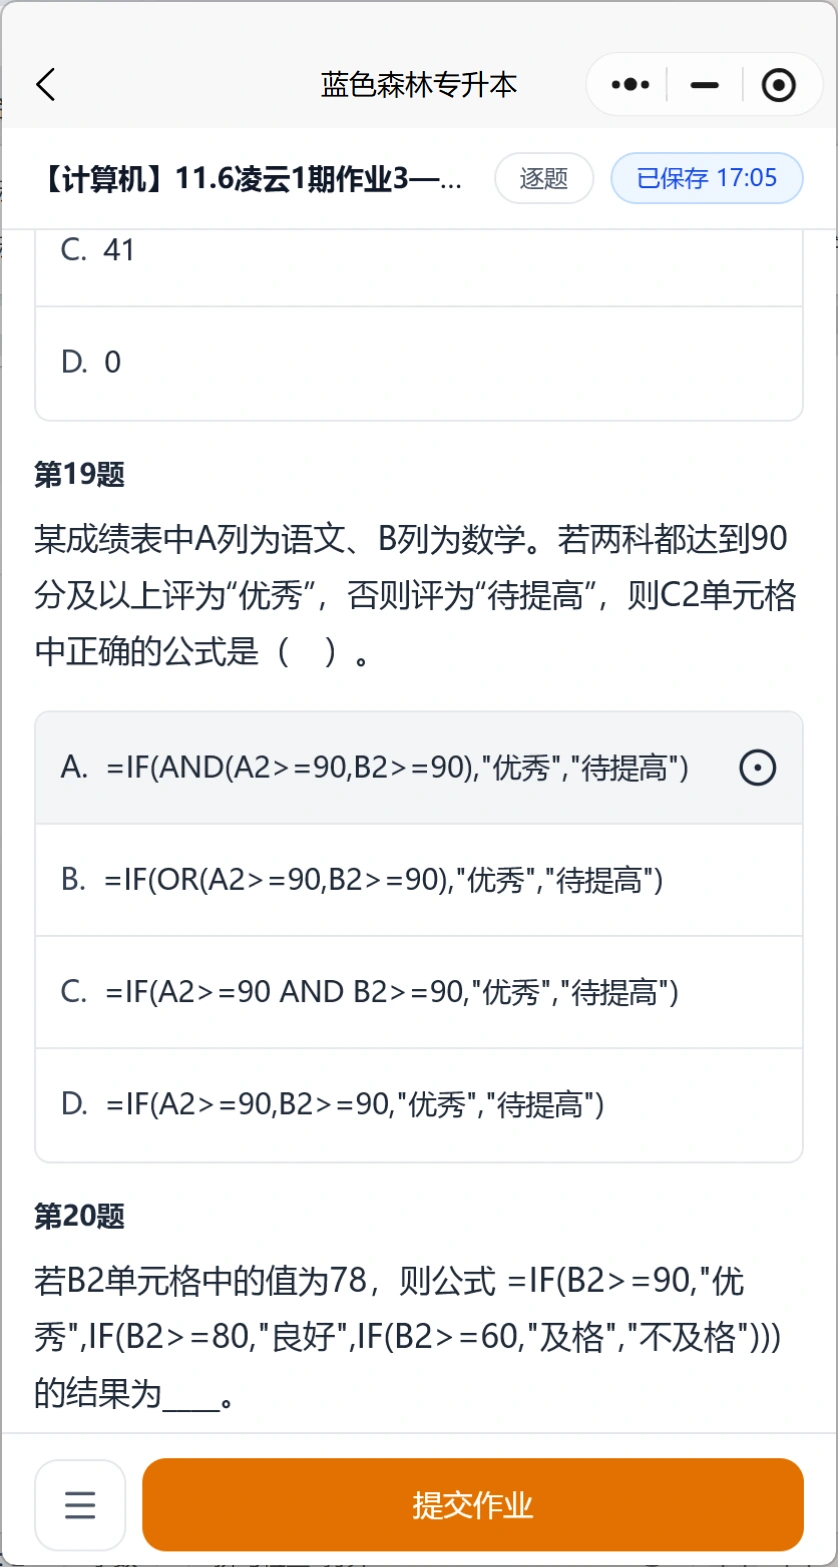 蓝色森林专升本
【计算机】11.6凌云1期作业3—...
逐题
已保存 17:05
C. 41
D. 0
第19题
某成绩表中A列为语文、B列为数学。若两科都达到90
分及以上评为“优秀”，否则评为“待提高”，则C2单元格
中正确的公式是（　）。
A. =IF(AND(A2>=90,B2>=90),"优秀","待提高")
B. =IF(OR(A2>=90,B2>=90),"优秀","待提高")
C. =IF(A2>=90 AND B2>=90,"优秀","待提高")
D. =IF(A2>=90,B2>=90,"优秀","待提高")
第20题
若B2单元格中的值为78，则公式 =IF(B2>=90,"优
秀",IF(B2>=80,"良好",IF(B2>=60,"及格","不及格")))
的结果为____。
提交作业